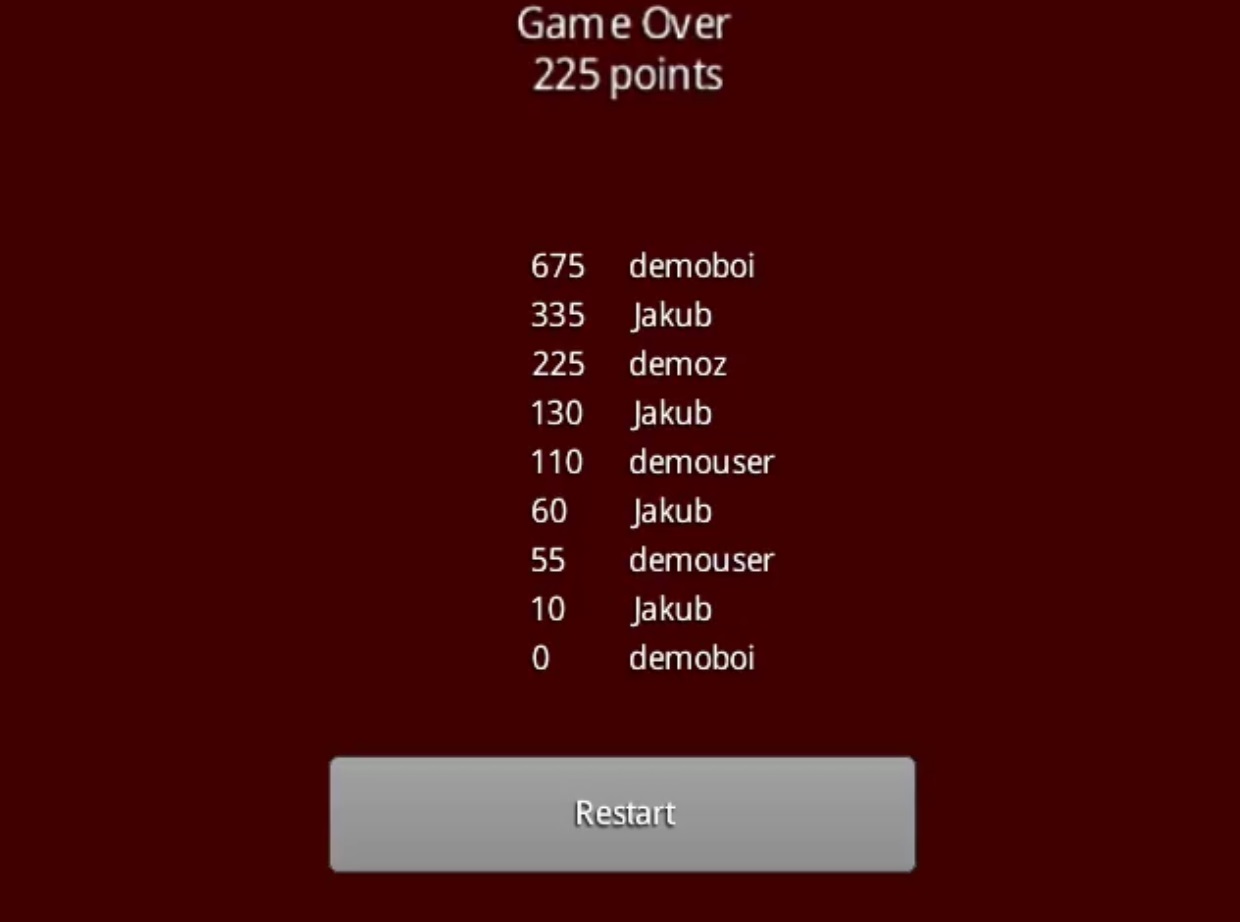 Game Over
225 points
675 demoboi
335 Jakub
225 demoz
130 Jakub
110 demouser
60 Jakub
55 demouser
10 Jakub
0 demoboi
Restart